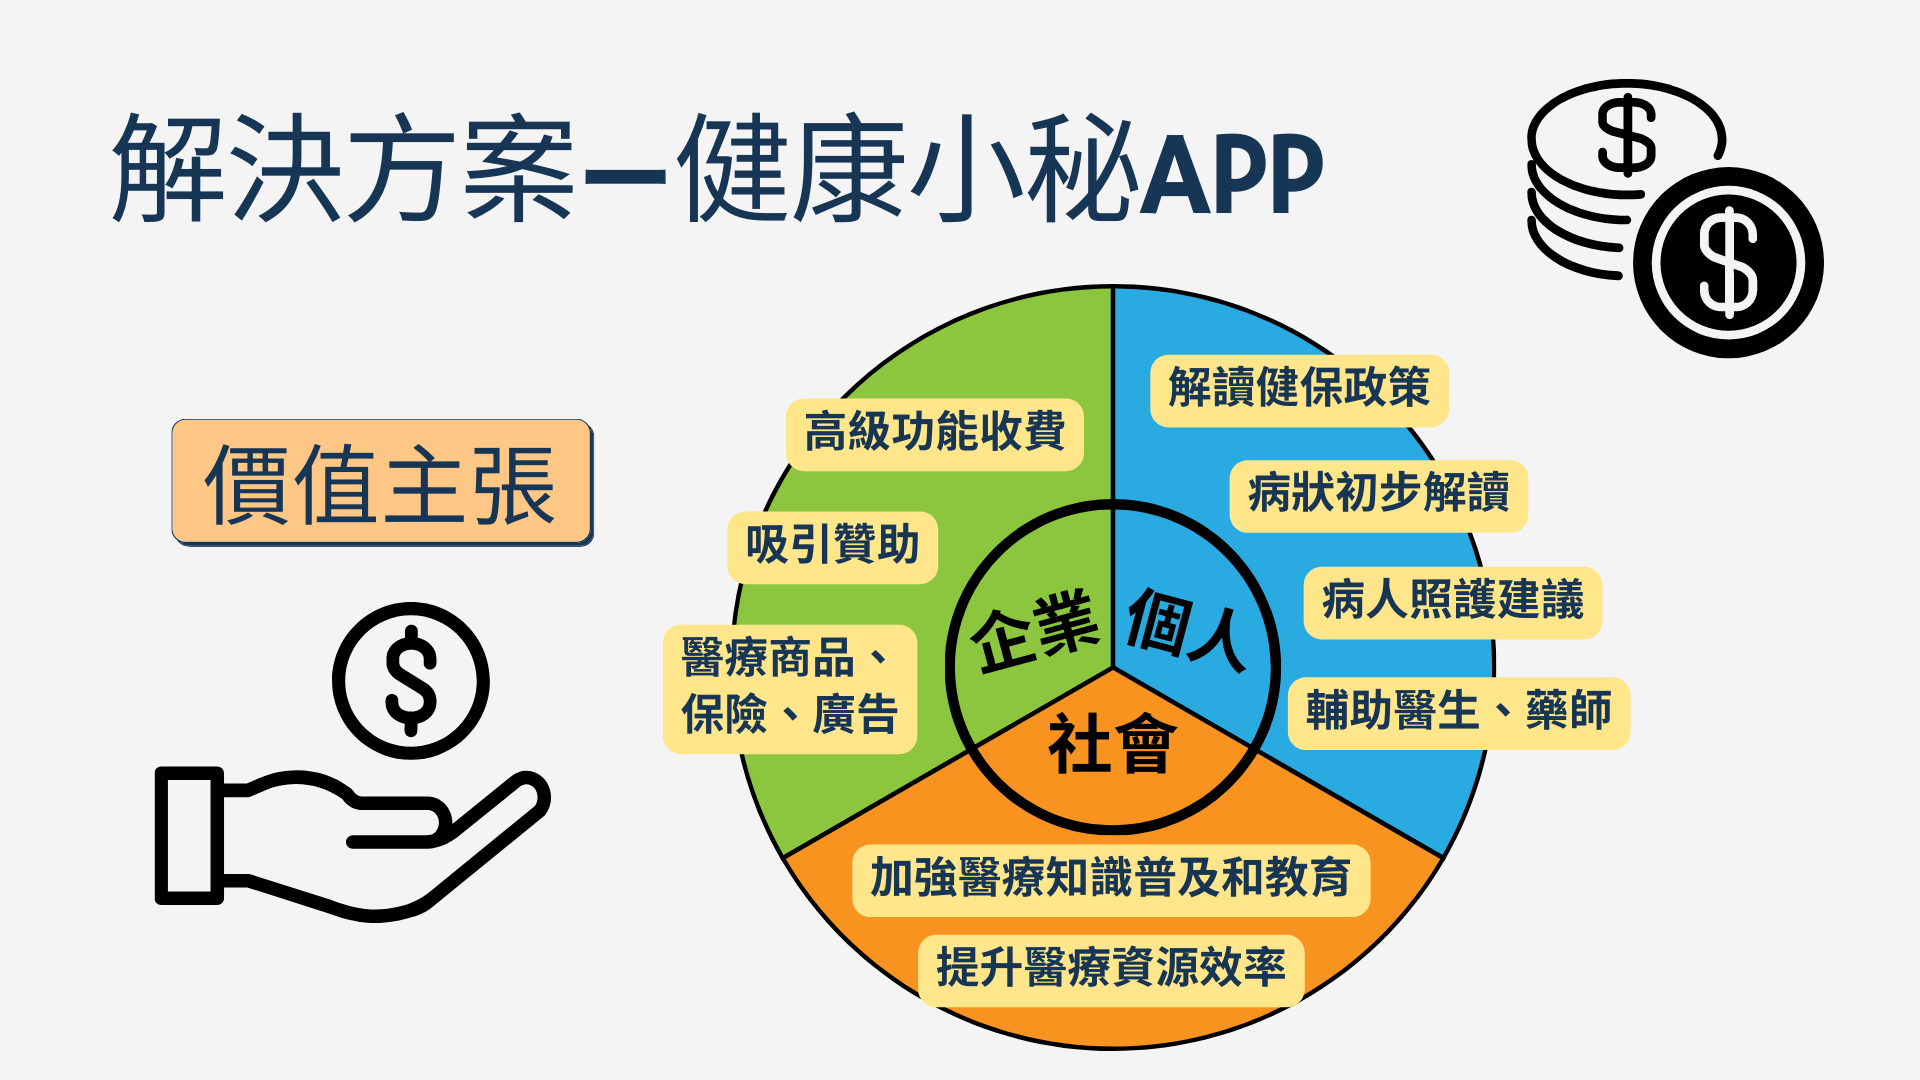 解決方案—健康小秘APP
價值主張
高級功能收費
吸引贊助
醫療商品、
保險、廣告
企業
個人
社會
解讀健保政策
病狀初步解讀
病人照護建議
輔助醫生、藥師
加強醫療知識普及和教育
提升醫療資源效率
$
$
$